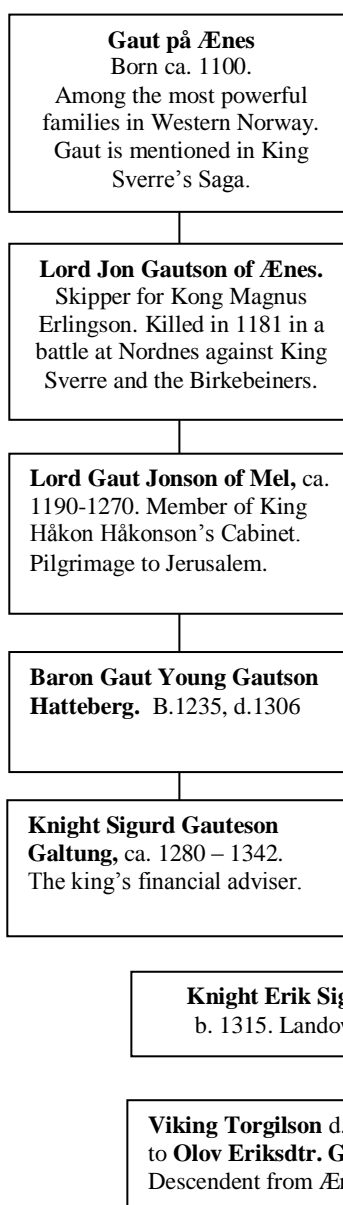 Gaut på Ænes
Born ca. 1100.
Among the most powerful
families in Western Norway.
Gaut is mentioned in King
Sverre’s Saga.
Lord Jon Gautson of Ænes.
Skipper for Kong Magnus
Erlingson. Killed in 1181 in a
battle at Nordnes against King
Sverre and the Birkebeiners.
Lord Gaut Jonson of Mel, ca.
1190-1270. Member of King
Håkon Håkonson’s Cabinet.
Pilgrimage to Jerusalem.
Baron Gaut Young Gautson
Hatteberg. B.1235, d.1306
Knight Sigurd Gauteson
Galtung, ca. 1280 – 1342.
The king’s financial adviser.
Knight Erik
b. 1315.
Viking Torgilson d.
to Olov Eriksdtr.
Descendent from